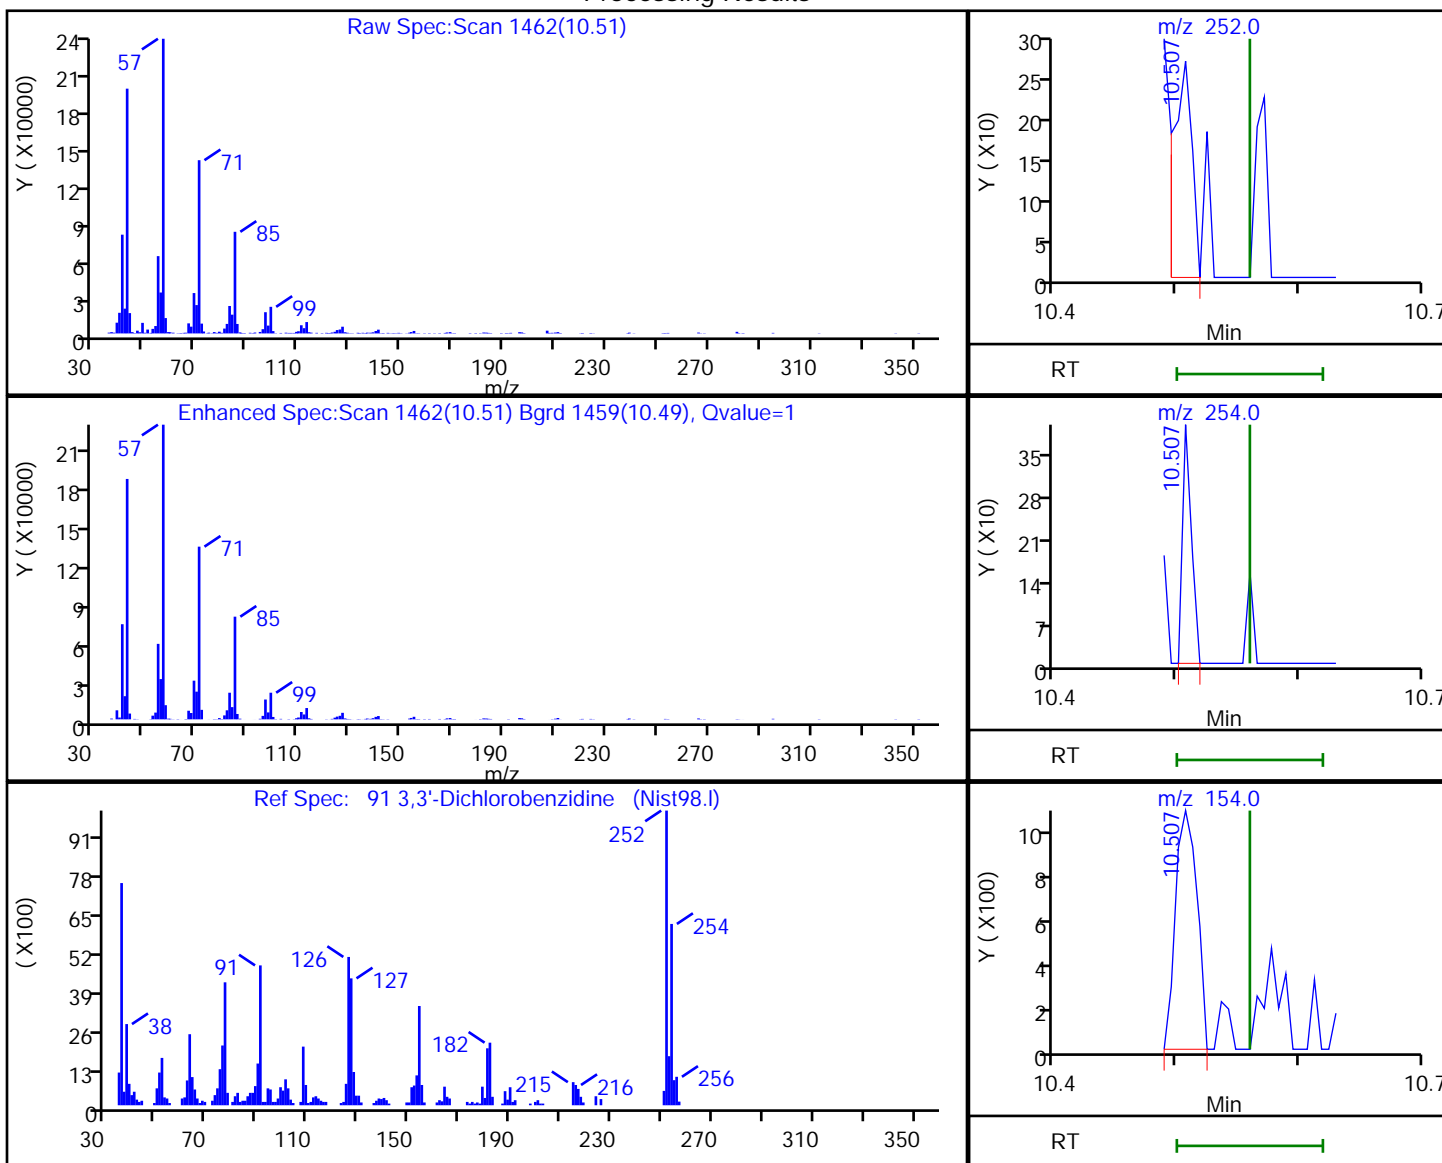 Processing Results
Raw Spec:Scan 1462(10.51)
Y ( X10000)
24
21
18
15
12
9
6
3
0
57
71
85
99
30 70 110 150 190 230 270 310 350
m/z
m/z 252.0
Y ( X10)
30
25
20
15
10
5
0
10.507
10.4 10.7
Min
RT
Enhanced Spec:Scan 1462(10.51) Bgrd 1459(10.49), Qvalue=1
Y ( X10000)
21
18
15
12
9
6
3
0
57
71
85
99
30 70 110 150 190 230 270 310 350
m/z
m/z 254.0
Y ( X10)
35
28
21
14
7
0
10.507
10.4 10.7
Min
RT
Ref Spec: 91 3,3'-Dichlorobenzidine (Nist98.l)
( X100)
91
78
65
52
39
26
13
0
38
91
126
127
182
215
216
252
254
256
30 70 110 150 190 230 270 310 350
m/z 154.0
Y ( X100)
10
8
6
4
2
0
10.507
10.4 10.7
Min
RT